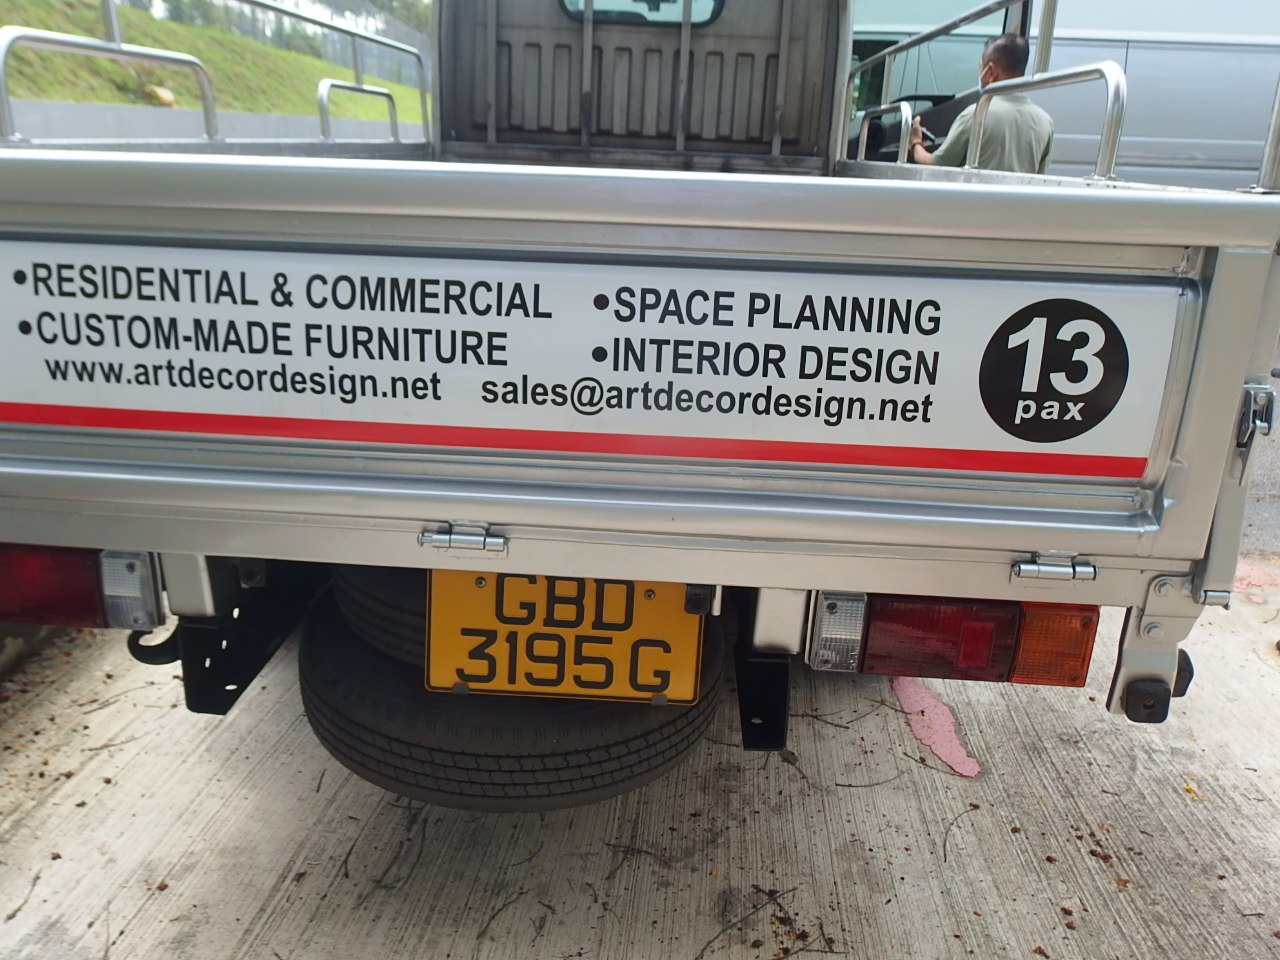 •RESIDENTIAL & COMMERCIAL
•CUSTOM-MADE FURNITURE
www.artdecordesign.net
•SPACE PLANNING
•INTERIOR DESIGN
sales@artdecordesign.net
13
pax
GBD
3195G